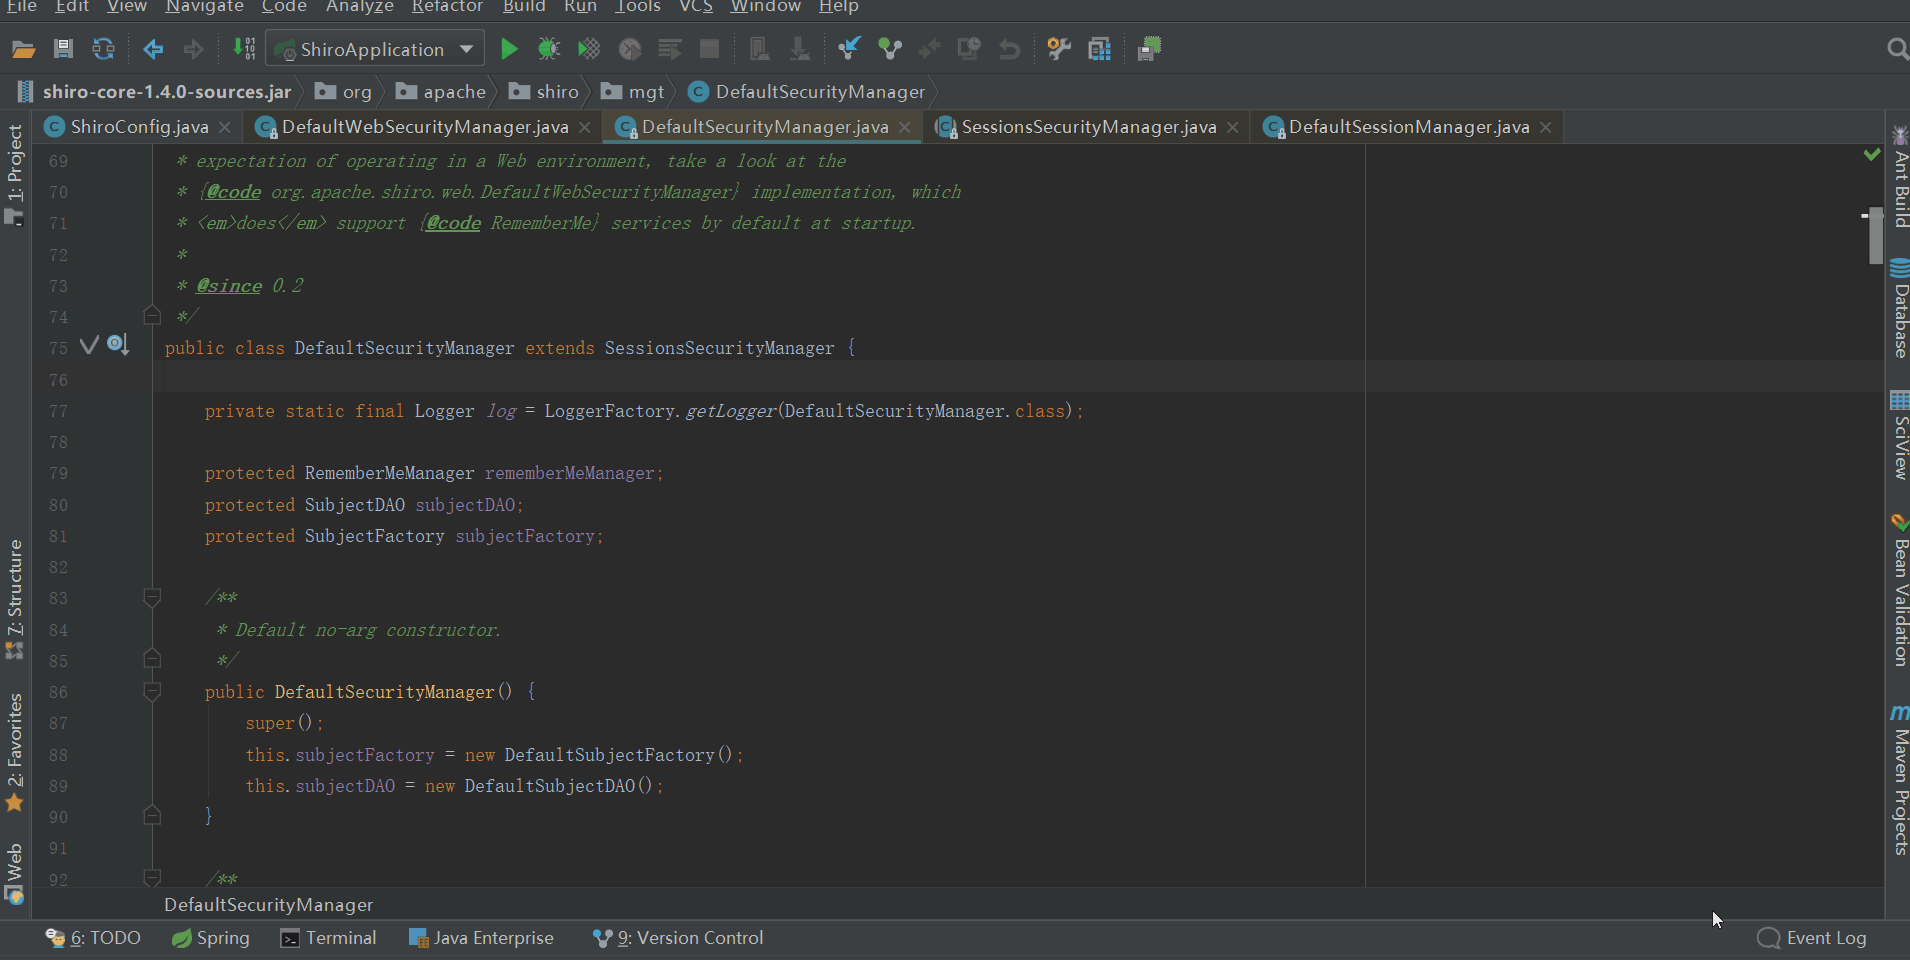 File Edit View Navigate Code Analyze Refactor Build Run Tools VCS Window Help
ShiroApplication
shiro-core-1.4.0-sources.jar org apache shiro mgt DefaultSecurityManager
ShiroConfig.java DefaultWebSecurityManager.java DefaultSecurityManager.java SessionsSecurityManager.java DefaultSessionManager.java
69 * expectation of operating in a Web environment, take a look at the
70 * {@code org.apache.shiro.web.DefaultWebSecurityManager} implementation, which
71 * <em>does</em> support {@code RememberMe} services by default at startup.
72 *
73 * @since 0.2
74 */
75 public class DefaultSecurityManager extends SessionsSecurityManager {
76
77 private static final Logger log = LoggerFactory.getLogger(DefaultSecurityManager.class);
78
79 protected RememberMeManager rememberMeManager;
80 protected SubjectDAO subjectDAO;
81 protected SubjectFactory subjectFactory;
82
83 /**
84 * Default no-arg constructor.
85 */
86 public DefaultSecurityManager() {
87 super();
88 this.subjectFactory = new DefaultSubjectFactory();
89 this.subjectDAO = new DefaultSubjectDAO();
90 }
91
92 /**
DefaultSecurityManager
1: Project
7: Structure
2: Favorites
Web
Ant Build
Database
SciView
Bean Validation
Maven Projects
6: TODO Spring Terminal Java Enterprise 9: Version Control Event Log